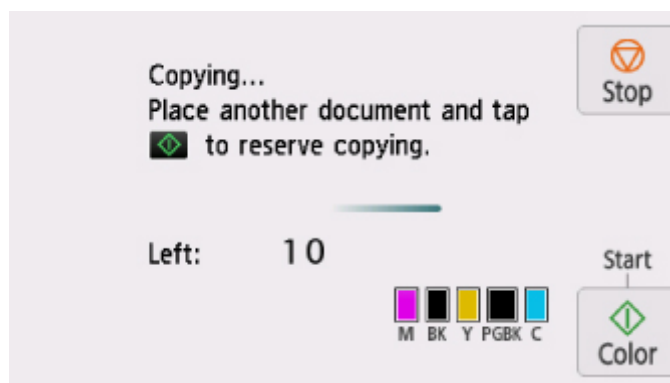 Copying...
Place another document and tap
to reserve copying.
Stop
Left: 10
M BK Y PGBK C
Start
Color